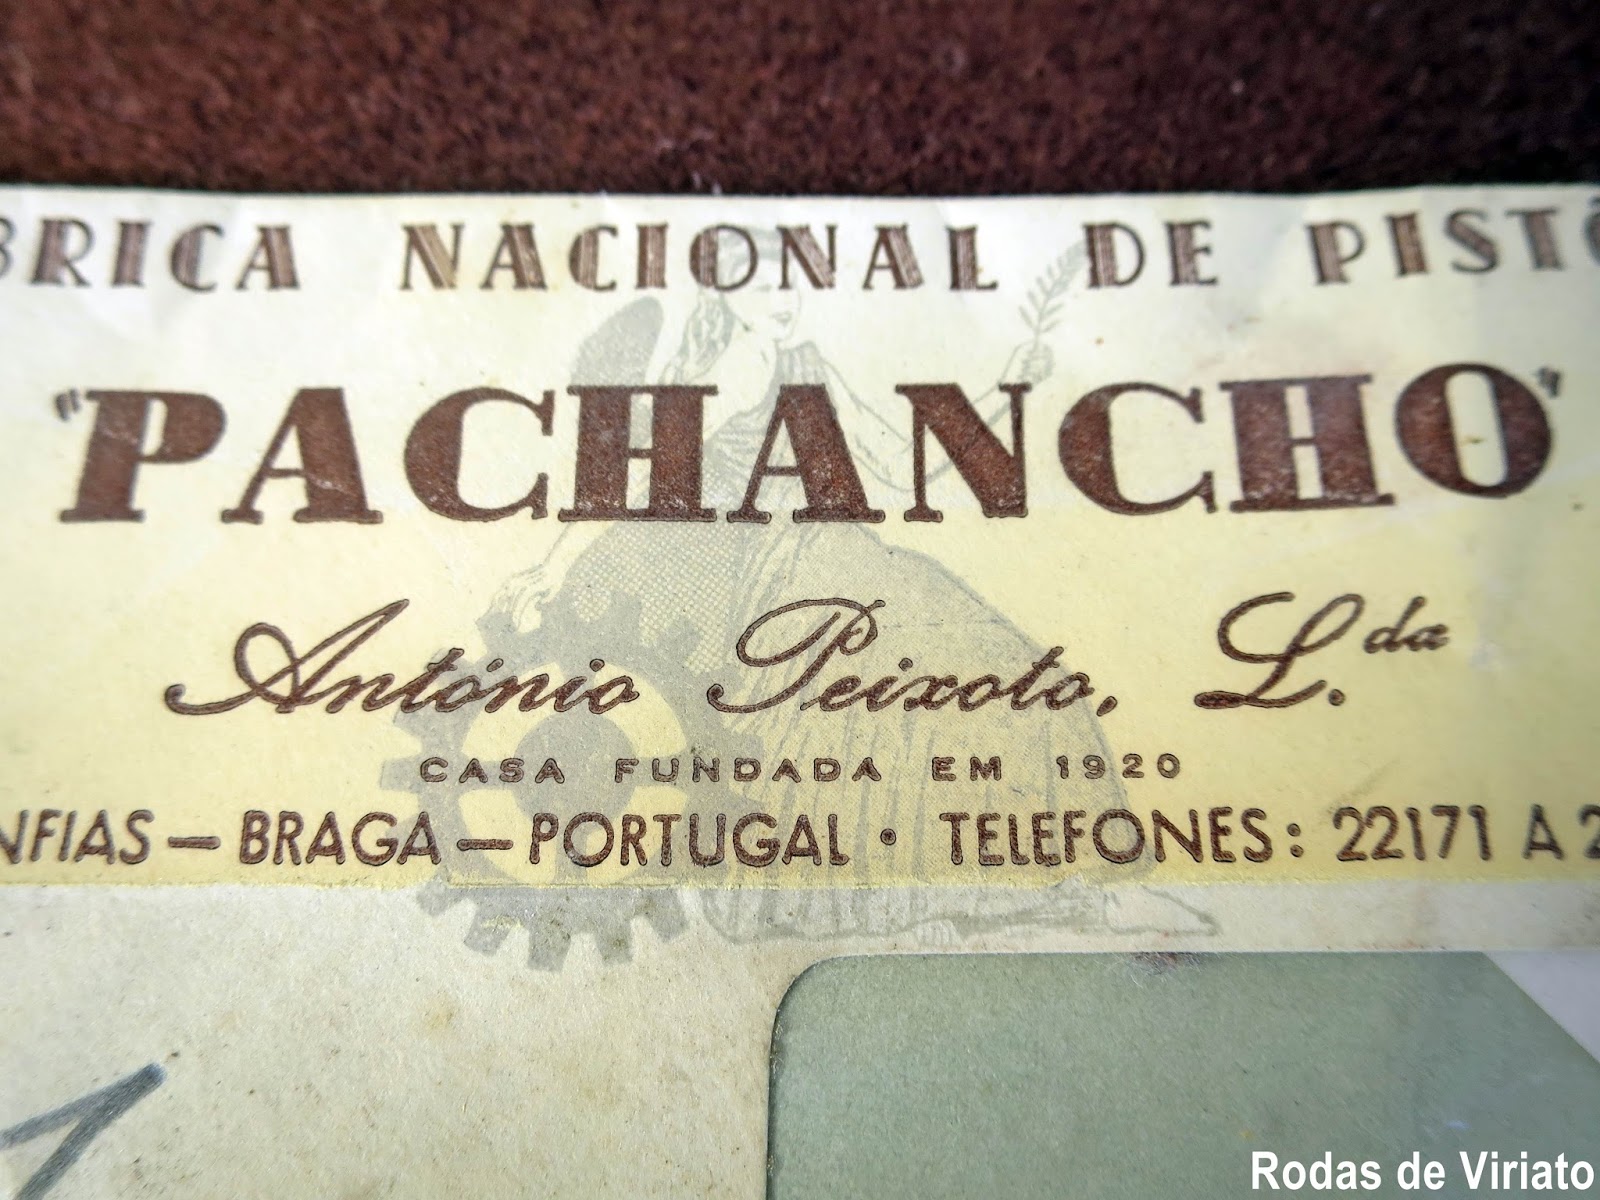 BRICA NACIONAL DE PISTÕ
"PACHANCHO"
António Peixoto, L.da
CASA FUNDADA EM 1920
NFIAS — BRAGA — PORTUGAL • TELEFONES: 22171 A 2
Rodas de Viriato